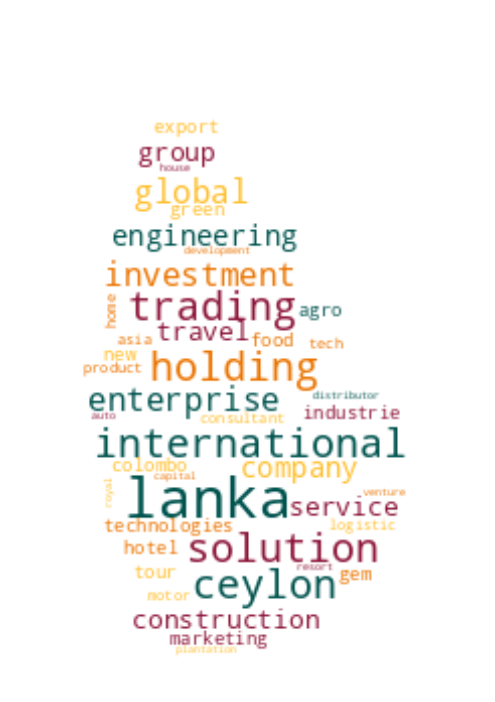 export
group
house
global
green
engineering
development
investment
home
trading
agro
travel
asia
food
tech
new
product
holding
enterprise
distributor
auto
consultant
industrie
international
colombo
company
capital
royal
lanka
venture
service
technologies
logistic
hotel
solution
resort
tour
gem
ceylon
motor
construction
marketing
plantation